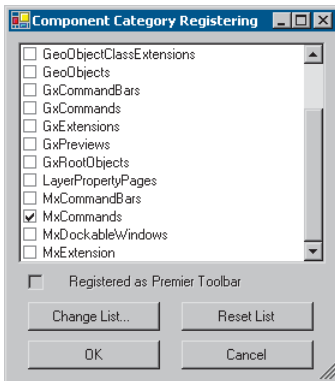 Component Category Registering
GeoObjectClassExtensions
GeoObjects
GxCommandBars
GxCommands
GxExtensions
GxPreviews
GxRootObjects
LayerPropertyPages
MxCommandBars
MxCommands
MxDockableWindows
MxExtension
Registered as Premier Toolbar
Change List...
Reset List
OK
Cancel